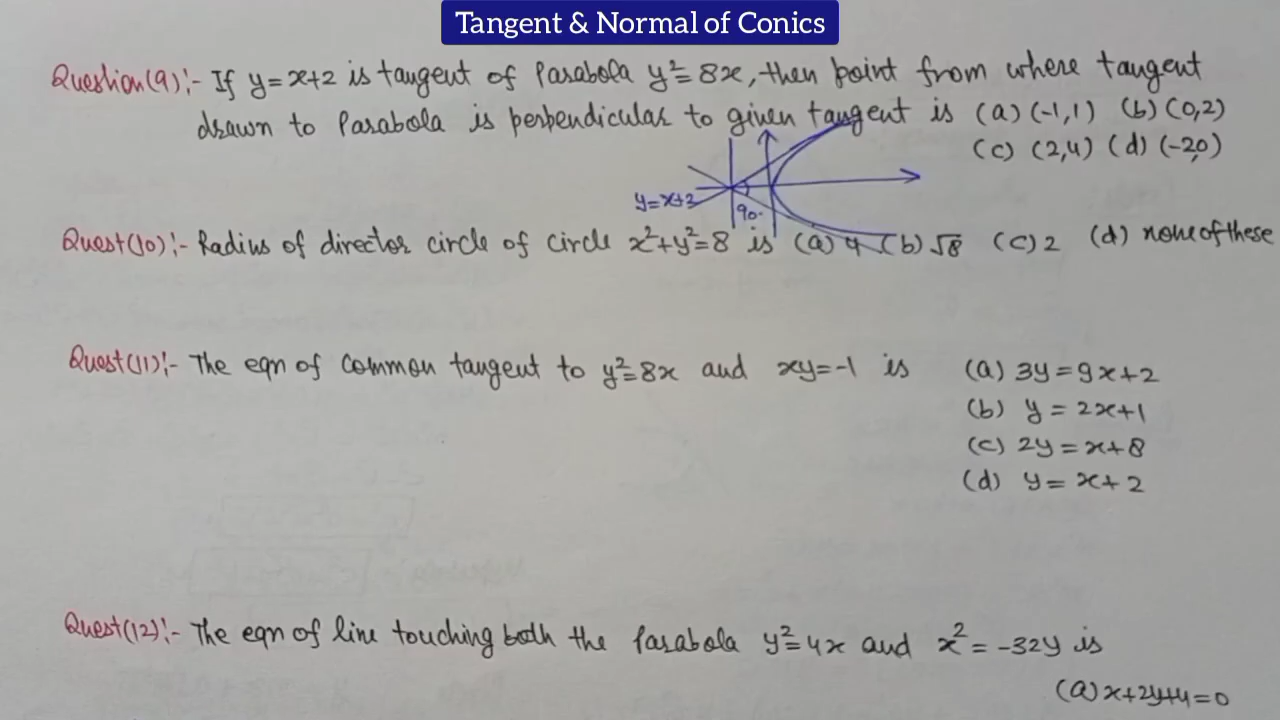 Tangent & Normal of Conics
Question(9):- If y=x+2 is tangent of Parabola y²=8x, then point from where tangent
drawn to Parabola is perpendicular to given tangent is (a) (-1,1) (b) (0,2)
(c) (2,4) (d) (-2,0)
y=x+2
90°
Quest(10):- Radius of director circle of circle x²+y²=8 is (a) 4 (b) √8 (c) 2 (d) none of these
Quest(11):- The eqn of common tangent to y²=8x and xy=-1 is (a) 3y=9x+2
(b) y=2x+1
(c) 2y=x+8
(d) y=x+2
Quest(12):- The eqn of line touching both the Parabola y²=4x and x²=-32y is
(a) x+2y+4=0